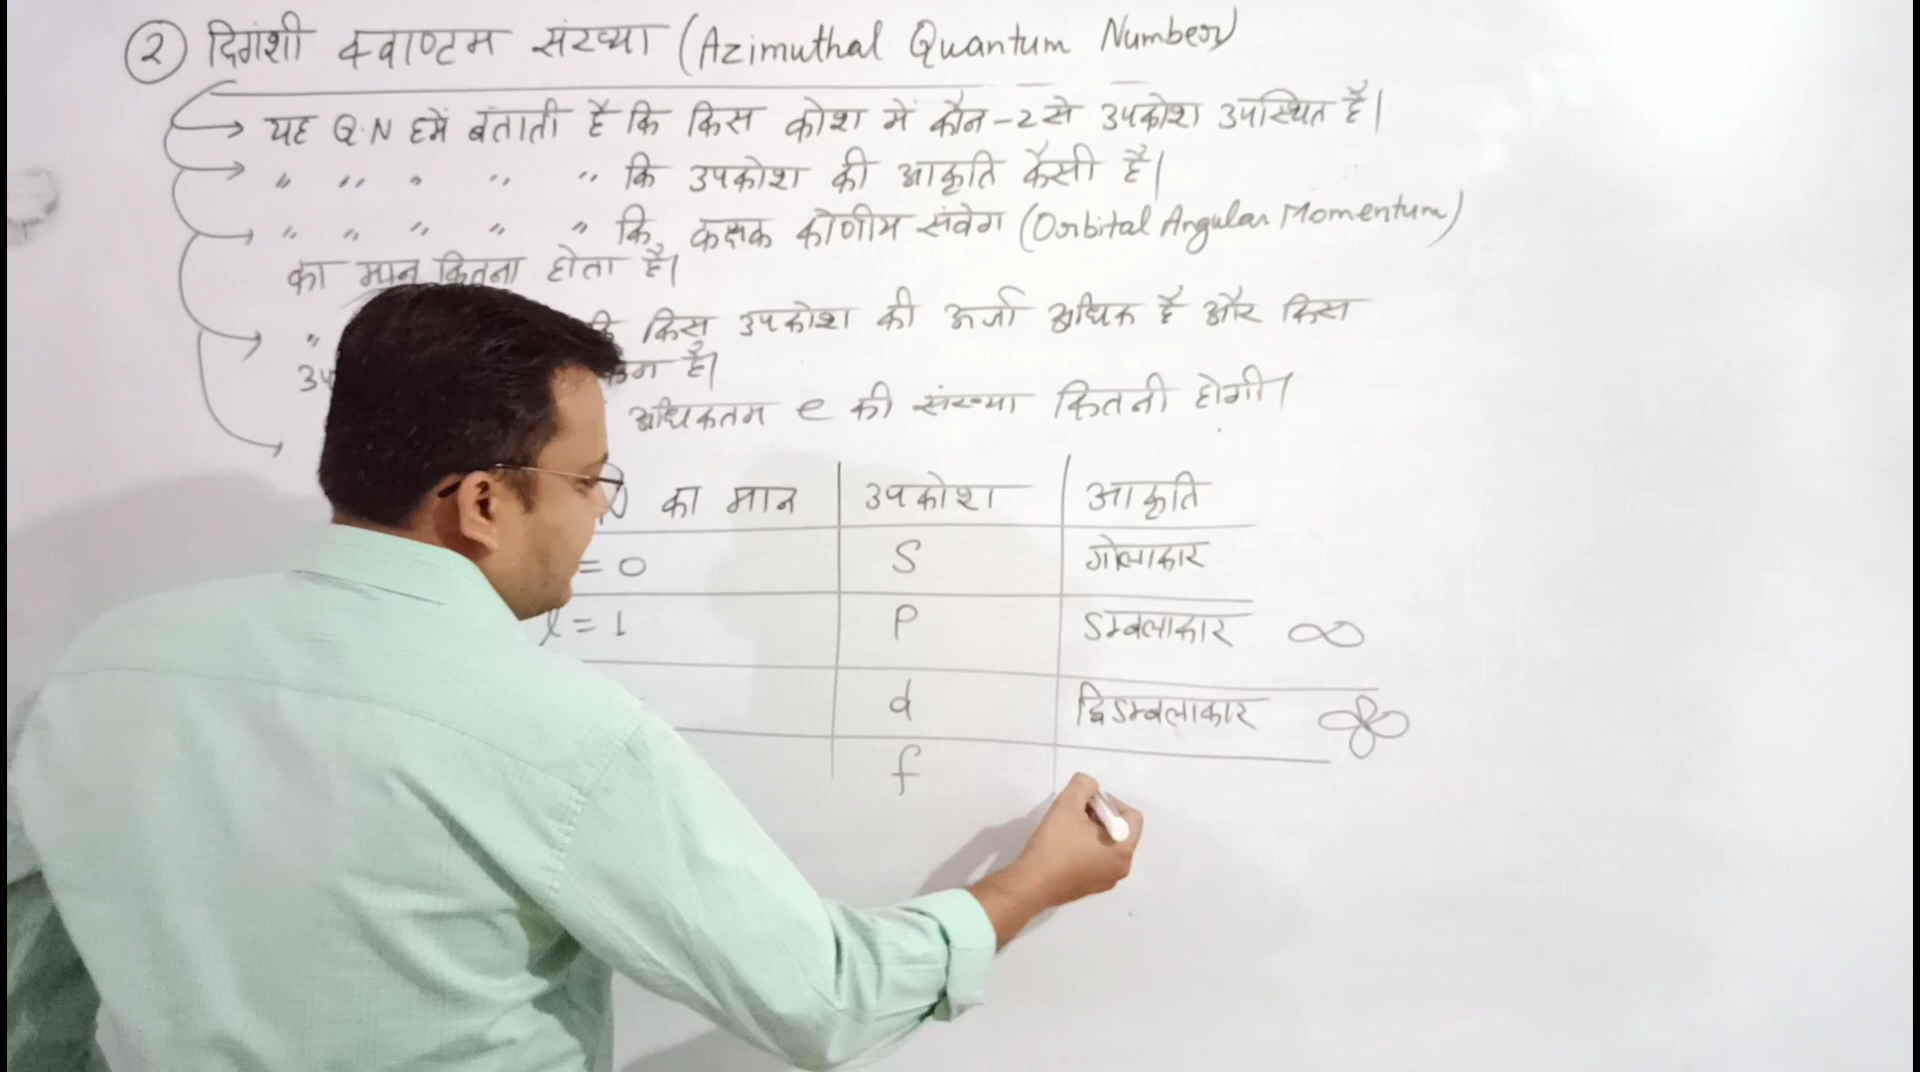 ② दिगंशी क्वाण्टम संख्या (Azimuthal Quantum Number)
→ यह Q.N हमें बताती है कि किस कोश में कौन-2 से उपकोश उपस्थित है।
→ " " " " " कि उपकोश की आकृति कैसी है।
→ " " " " " कि कक्षक कोणीय संवेग (Orbital Angular Momentum)
का मान कितना होता है।
→ " किस उपकोश की ऊर्जा अधिक है और किस
है।
→ अधिकतम e की संख्या कितनी होगी।
का मान | उपकोश | आकृति
= 0 | S | गोलाकार
l = 1 | P | डम्बलाकार
d | द्विडम्बलाकार
f